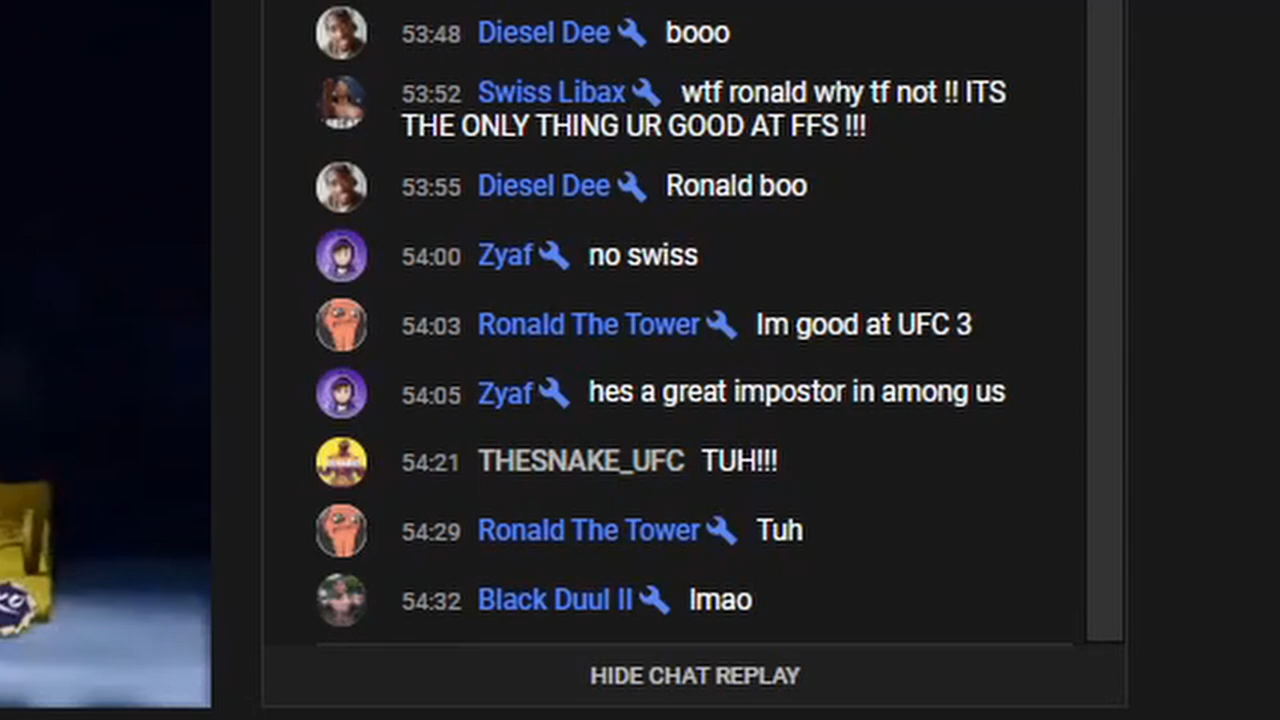 53:48 Diesel Dee booo
53:52 Swiss Libax wtf ronald why tf not !! ITS
THE ONLY THING UR GOOD AT FFS !!!
53:55 Diesel Dee Ronald boo
54:00 Zyaf no swiss
54:03 Ronald The Tower Im good at UFC 3
54:05 Zyaf hes a great impostor in among us
54:21 THESNAKE_UFC TUH!!!
54:29 Ronald The Tower Tuh
54:32 Black Duul II lmao
HIDE CHAT REPLAY